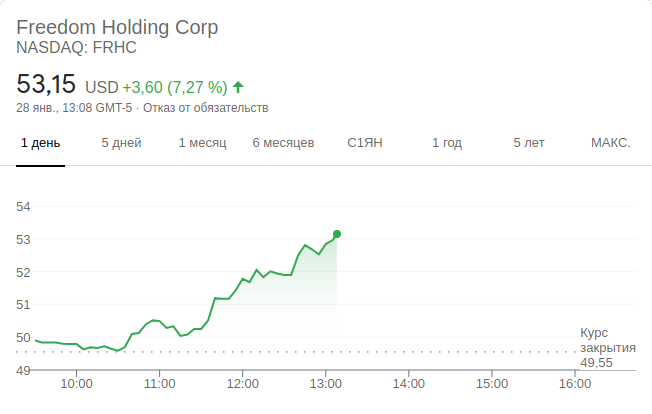 Freedom Holding Corp
NASDAQ: FRHC
53,15 USD +3,60 (7,27 %)
28 янв., 13:08 GMT-5 · Отказ от обязательств
1 день 5 дней 1 месяц 6 месяцев С1ЯН 1 год 5 лет МАКС.
54
53
52
51
50
49
Курс
закрытия
49,55
10:00 11:00 12:00 13:00 14:00 15:00 16:00